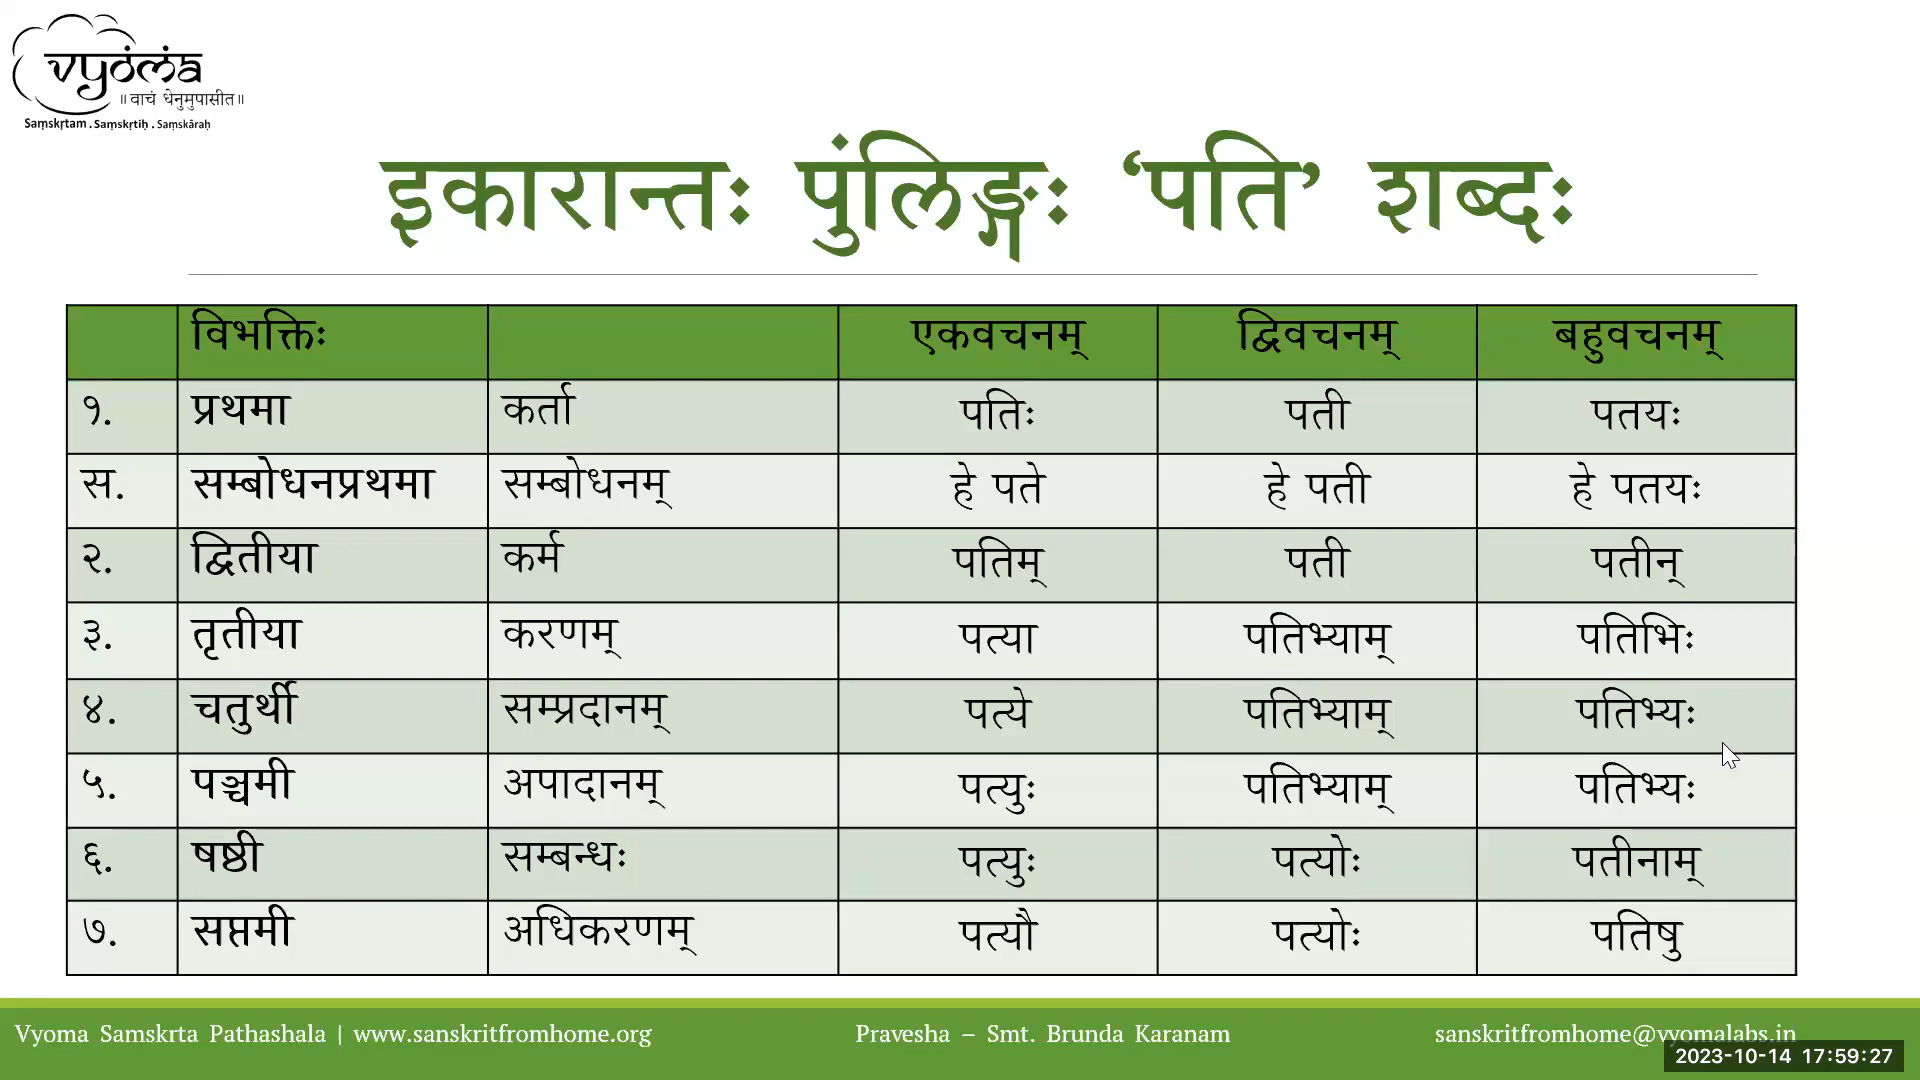 vyoma
॥वाचं धेनुमुपासीत॥
Saṃskṛtam . Saṃskṛtiḥ . Saṃskāraḥ
इकारान्तः पुंलिङ्गः ‘पति’ शब्दः
विभक्तिः एकवचनम् द्विवचनम् बहुवचनम्
१. प्रथमा कर्ता पतिः पती पतयः
स. सम्बोधनप्रथमा सम्बोधनम् हे पते हे पती हे पतयः
२. द्वितीया कर्म पतिम् पती पतीन्
३. तृतीया करणम् पत्या पतिभ्याम् पतिभिः
४. चतुर्थी सम्प्रदानम् पत्ये पतिभ्याम् पतिभ्यः
५. पञ्चमी अपादानम् पत्युः पतिभ्याम् पतिभ्यः
६. षष्ठी सम्बन्धः पत्युः पत्योः पतीनाम्
७. सप्तमी अधिकरणम् पत्यौ पत्योः पतिषु
Vyoma Samskrta Pathashala | www.sanskritfromhome.org Pravesha – Smt. Brunda Karanam sanskritfromhome@vyomalabs.in
2023-10-14 17:59:27